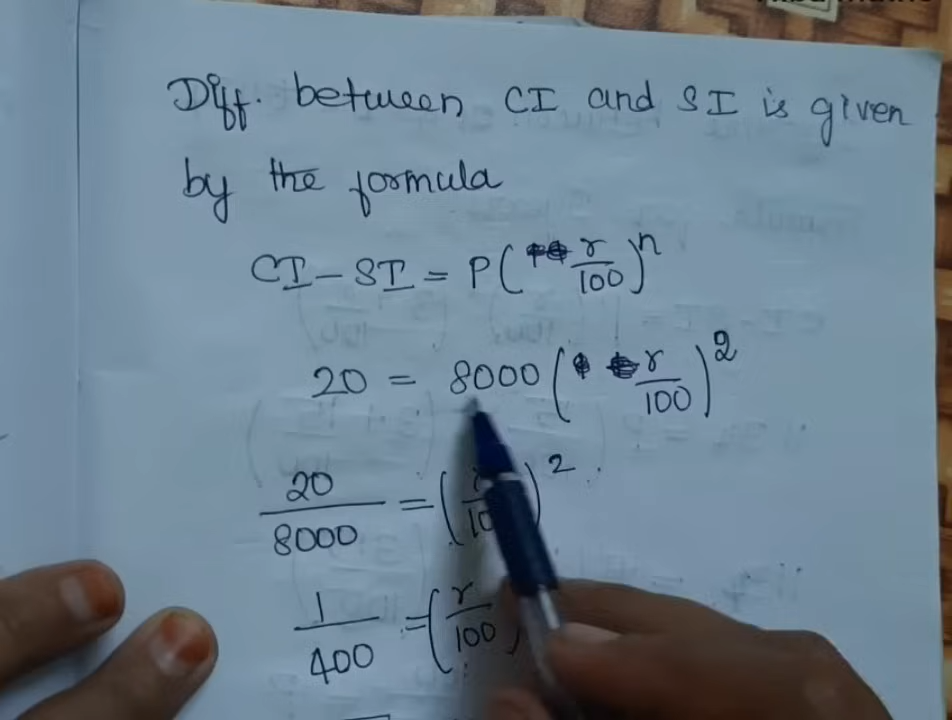 Diff. between CI and SI is given
by the formula
CI - SI = P(r/100)^n
20 = 8000(r/100)^2
20/8000 = (r/10)^2
1/400 = (r/100)